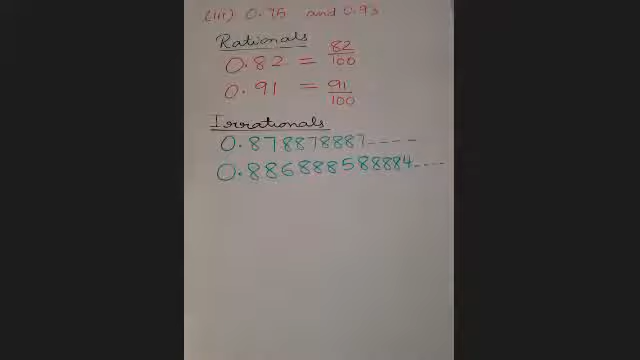 (iii) 0.75 and 0.93
Rationals
0.82 = 82/100
0.91 = 91/100
Irrationals
0.8788788887----
0.886888588884....